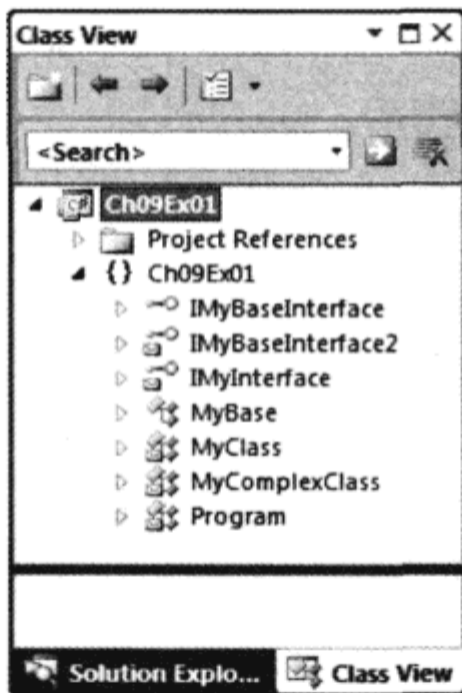 Class View
<Search>
Ch09Ex01
Project References
{} Ch09Ex01
IMyBaseInterface
IMyBaseInterface2
IMyInterface
MyBase
MyClass
MyComplexClass
Program
Solution Explo... Class View